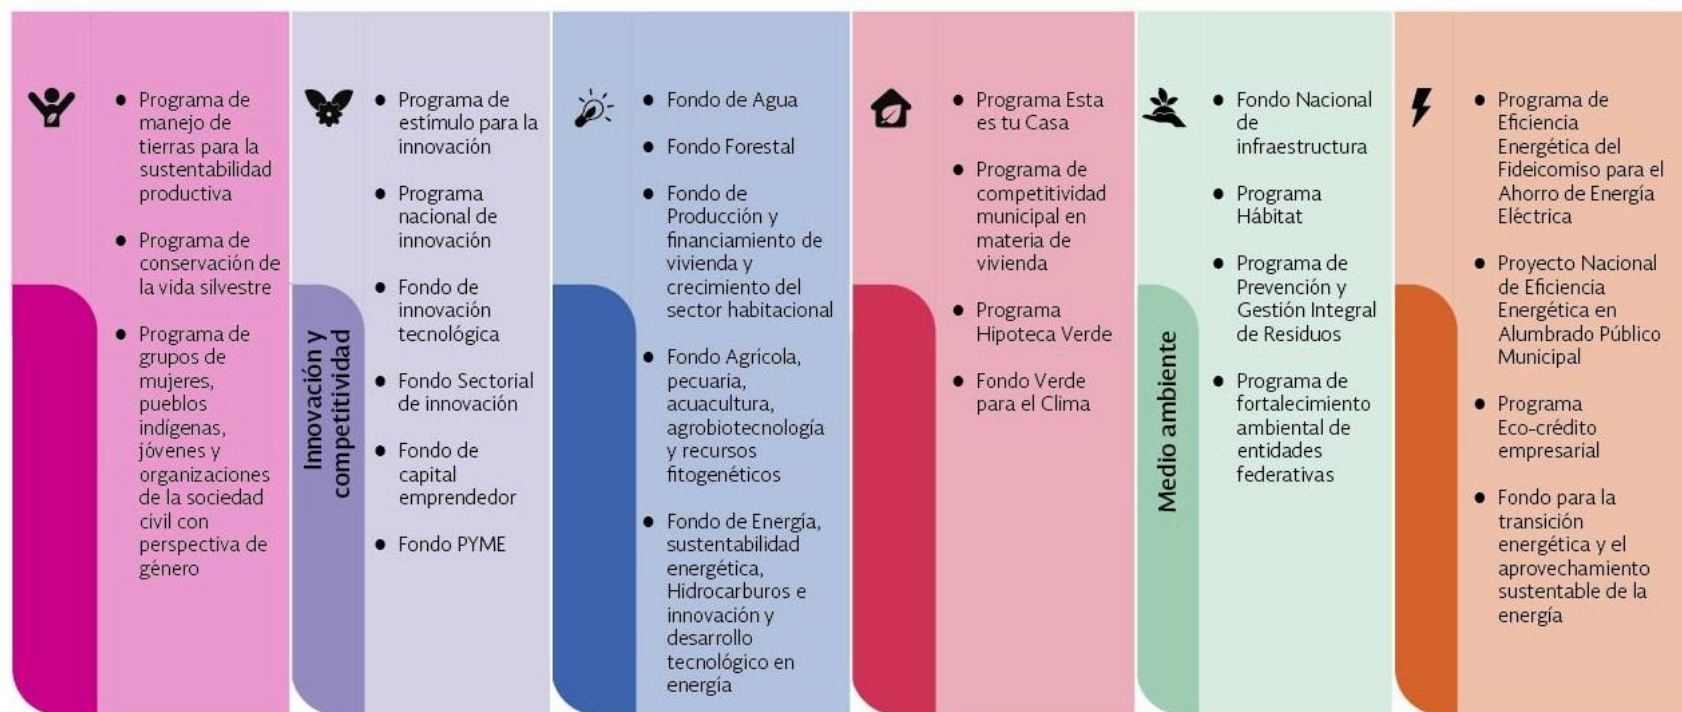 ● Programa de
manejo de
tierras para la
sustentabilidad
productiva
● Programa de
conservación de
la vida silvestre
● Programa de
grupos de
mujeres,
pueblos
indígenas,
jóvenes y
organizaciones
de la sociedad
civil con
perspectiva de
género
Innovación y
competitividad
● Programa de
estímulo para la
innovación
● Programa
nacional de
innovación
● Fondo de
innovación
tecnológica
● Fondo Sectorial
de innovación
● Fondo de
capital
emprendedor
● Fondo PYME
● Fondo de Agua
● Fondo Forestal
● Fondo de
Producción y
financiamiento de
vivienda y
crecimiento del
sector habitacional
● Fondo Agrícola,
pecuaria,
acuacultura,
agrobiotecnología
y recursos
fitogenéticos
● Fondo de Energía,
sustentabilidad
energética,
Hidrocarburos e
innovación y
desarrollo
tecnológico en
energía
● Programa Esta
es tu Casa
● Programa de
competitividad
municipal en
materia de
vivienda
● Programa
Hipoteca Verde
● Fondo Verde
para el Clima
Medio ambiente
● Fondo Nacional
de
infraestructura
● Programa
Hábitat
● Programa de
Prevención y
Gestión Integral
de Residuos
● Programa de
fortalecimiento
ambiental de
entidades
federativas
● Programa de
Eficiencia
Energética del
Fideicomiso para el
Ahorro de Energía
Eléctrica
● Proyecto Nacional
de Eficiencia
Energética en
Alumbrado Público
Municipal
● Programa
Eco-crédito
empresarial
● Fondo para la
transición
energética y el
aprovechamiento
sustentable de la
energía